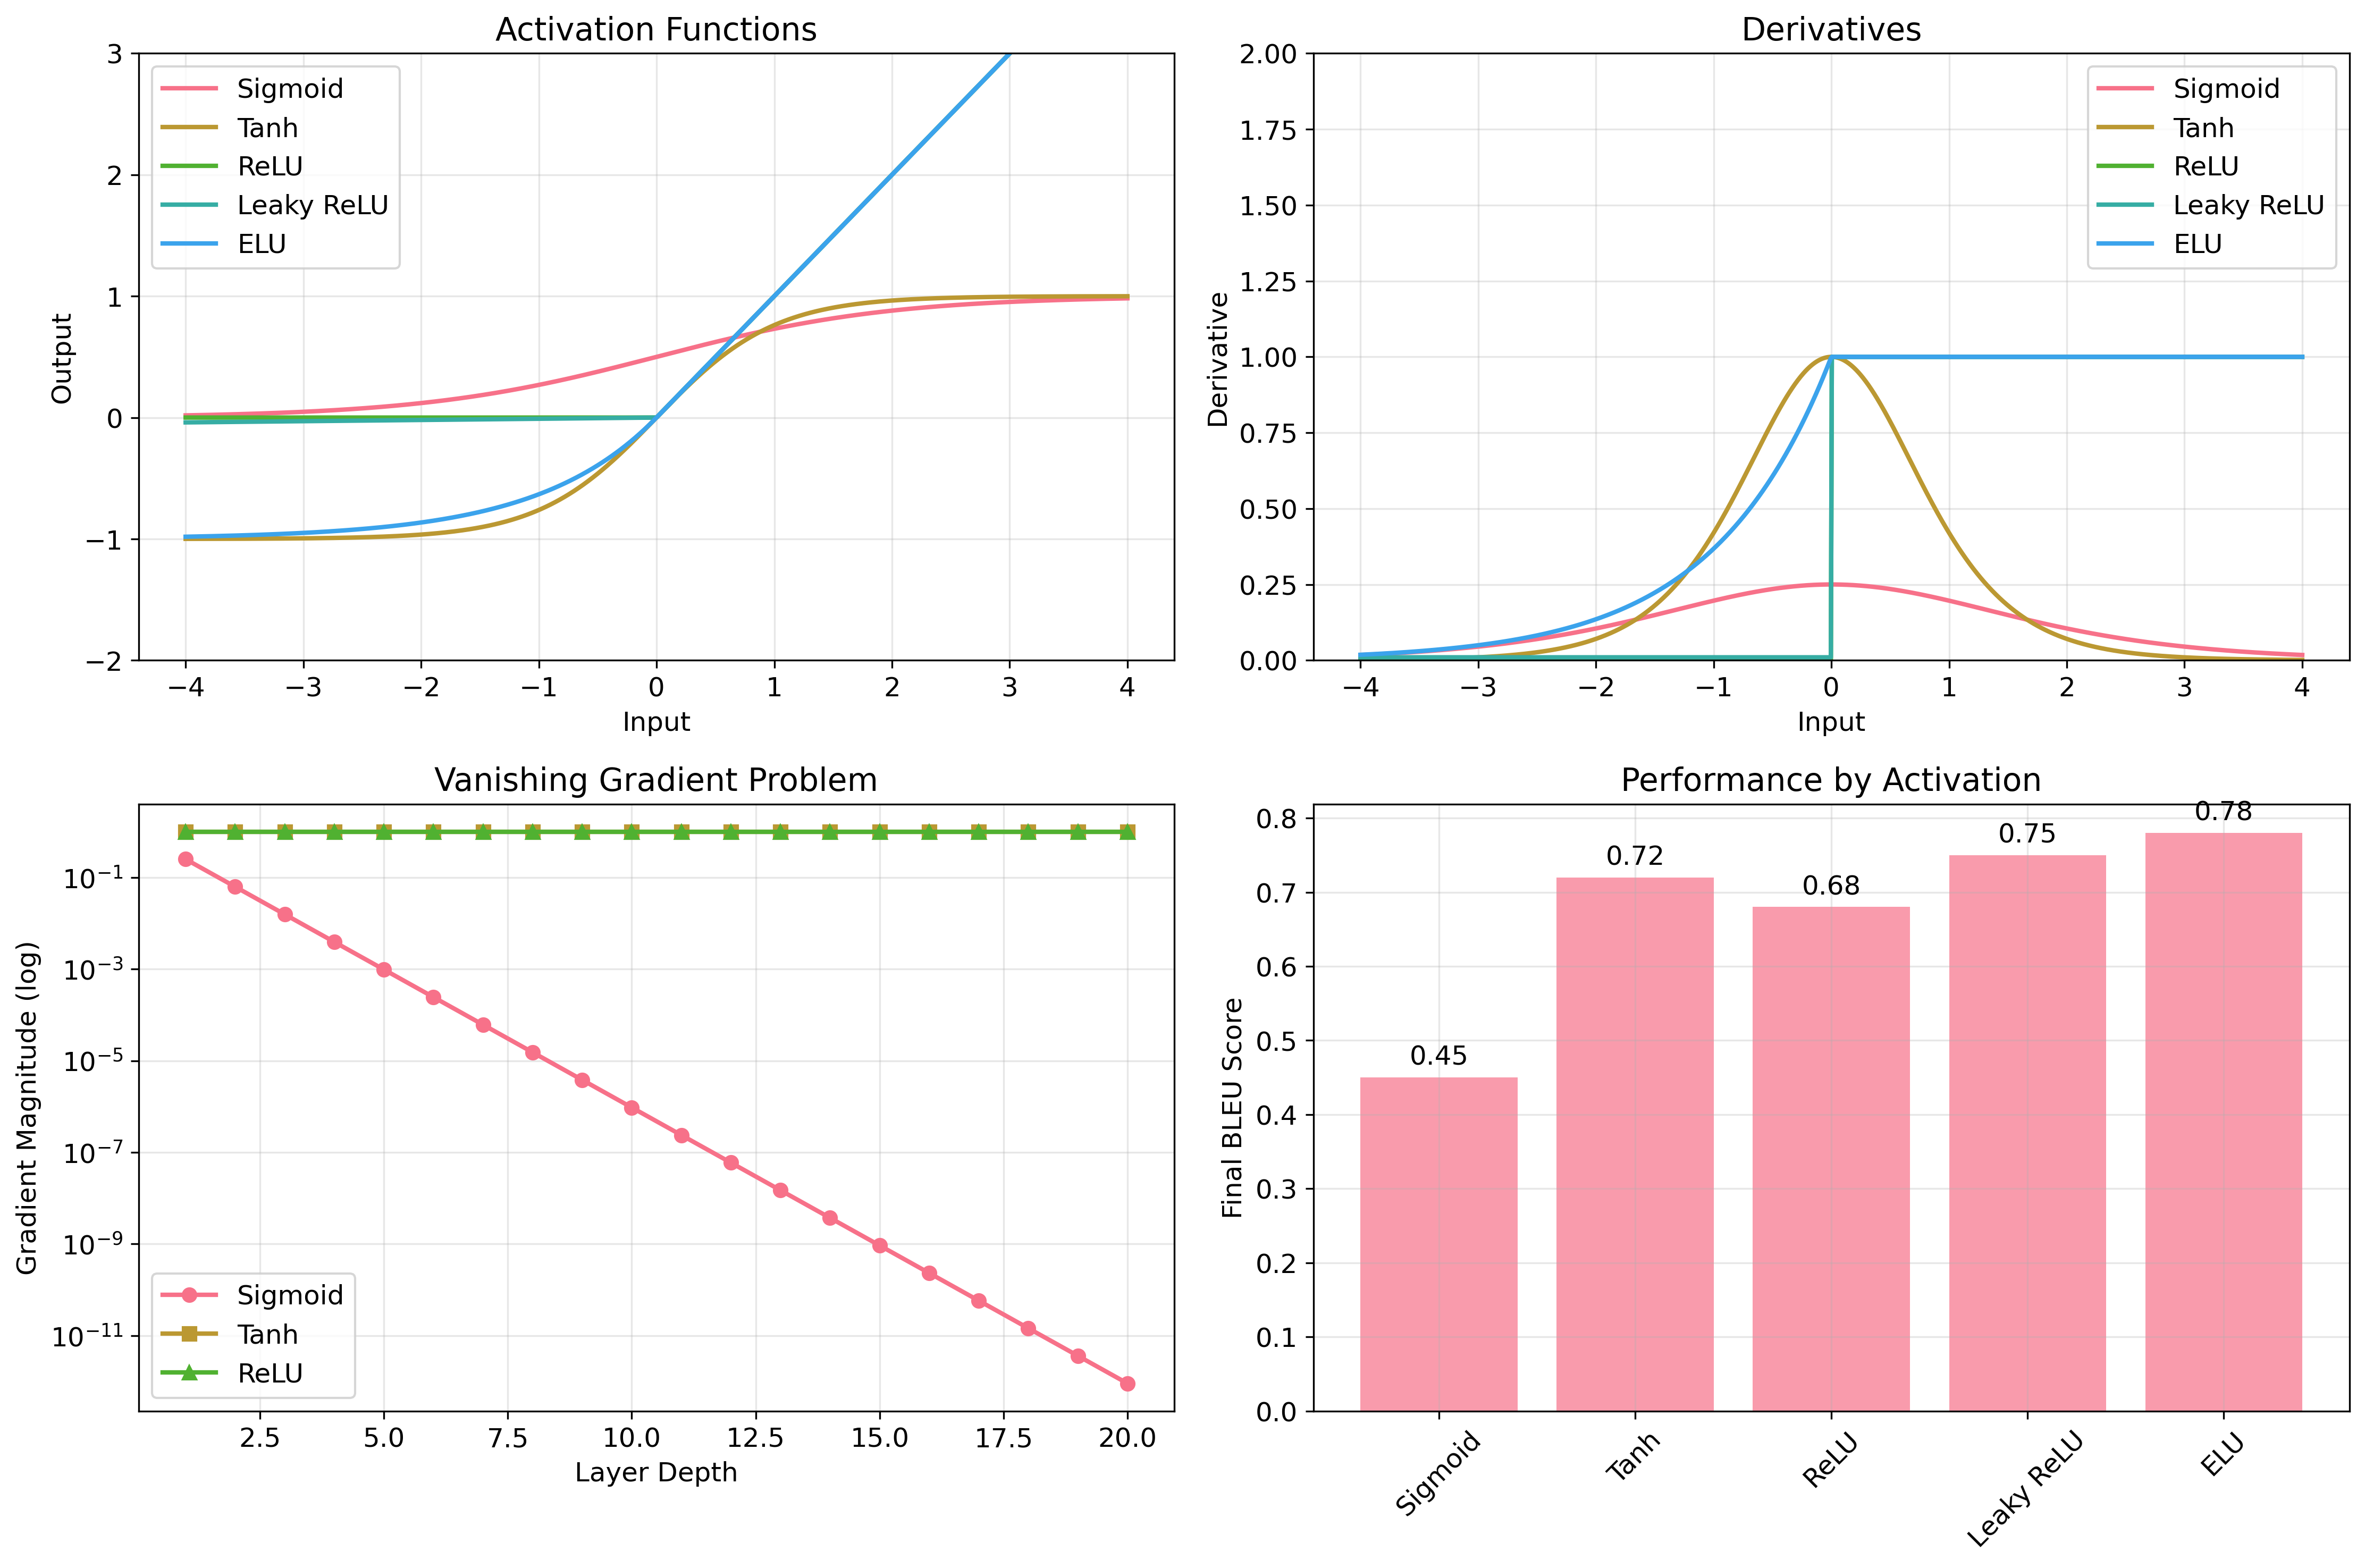 Activation Functions
3
2
1
0
−1
−2
Output
Sigmoid
Tanh
ReLU
Leaky ReLU
ELU
−4 −3 −2 −1 0 1 2 3 4
Input
Derivatives
2.00
1.75
1.50
1.25
1.00
0.75
0.50
0.25
0.00
Derivative
Sigmoid
Tanh
ReLU
Leaky ReLU
ELU
−4 −3 −2 −1 0 1 2 3 4
Input
Vanishing Gradient Problem
10⁻¹
10⁻³
10⁻⁵
10⁻⁷
10⁻⁹
10⁻¹¹
Gradient Magnitude (log)
Sigmoid
Tanh
ReLU
2.5 5.0 7.5 10.0 12.5 15.0 17.5 20.0
Layer Depth
Performance by Activation
0.8
0.7
0.6
0.5
0.4
0.3
0.2
0.1
0.0
Final BLEU Score
0.45
0.72
0.68
0.75
0.78
Sigmoid
Tanh
ReLU
Leaky ReLU
ELU